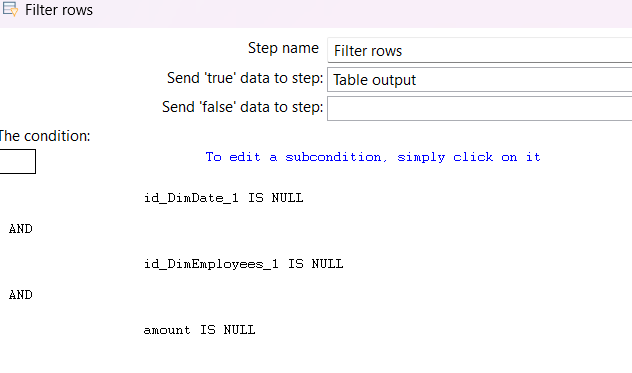 Filter rows
Step name Filter rows
Send 'true' data to step: Table output
Send 'false' data to step:
The condition:
To edit a subcondition, simply click on it
id_DimDate_1 IS NULL
AND
id_DimEmployees_1 IS NULL
AND
amount IS NULL